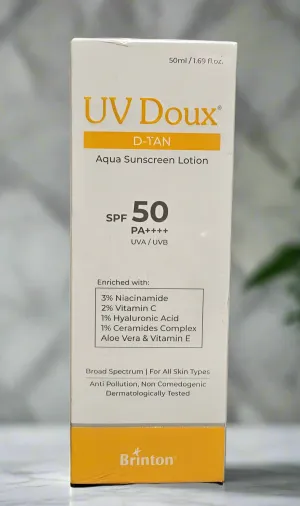 50ml / 1.69 fl.oz.
UV Doux®
D-TAN
Aqua Sunscreen Lotion
SPF 50
PA++++
UVA / UVB
Enriched with:
3% Niacinamide
2% Vitamin C
1% Hyaluronic Acid
1% Ceramides Complex
Aloe Vera & Vitamin E
Broad Spectrum | For All Skin Types
Anti Pollution, Non Comedogenic
Dermatologically Tested
Brinton®